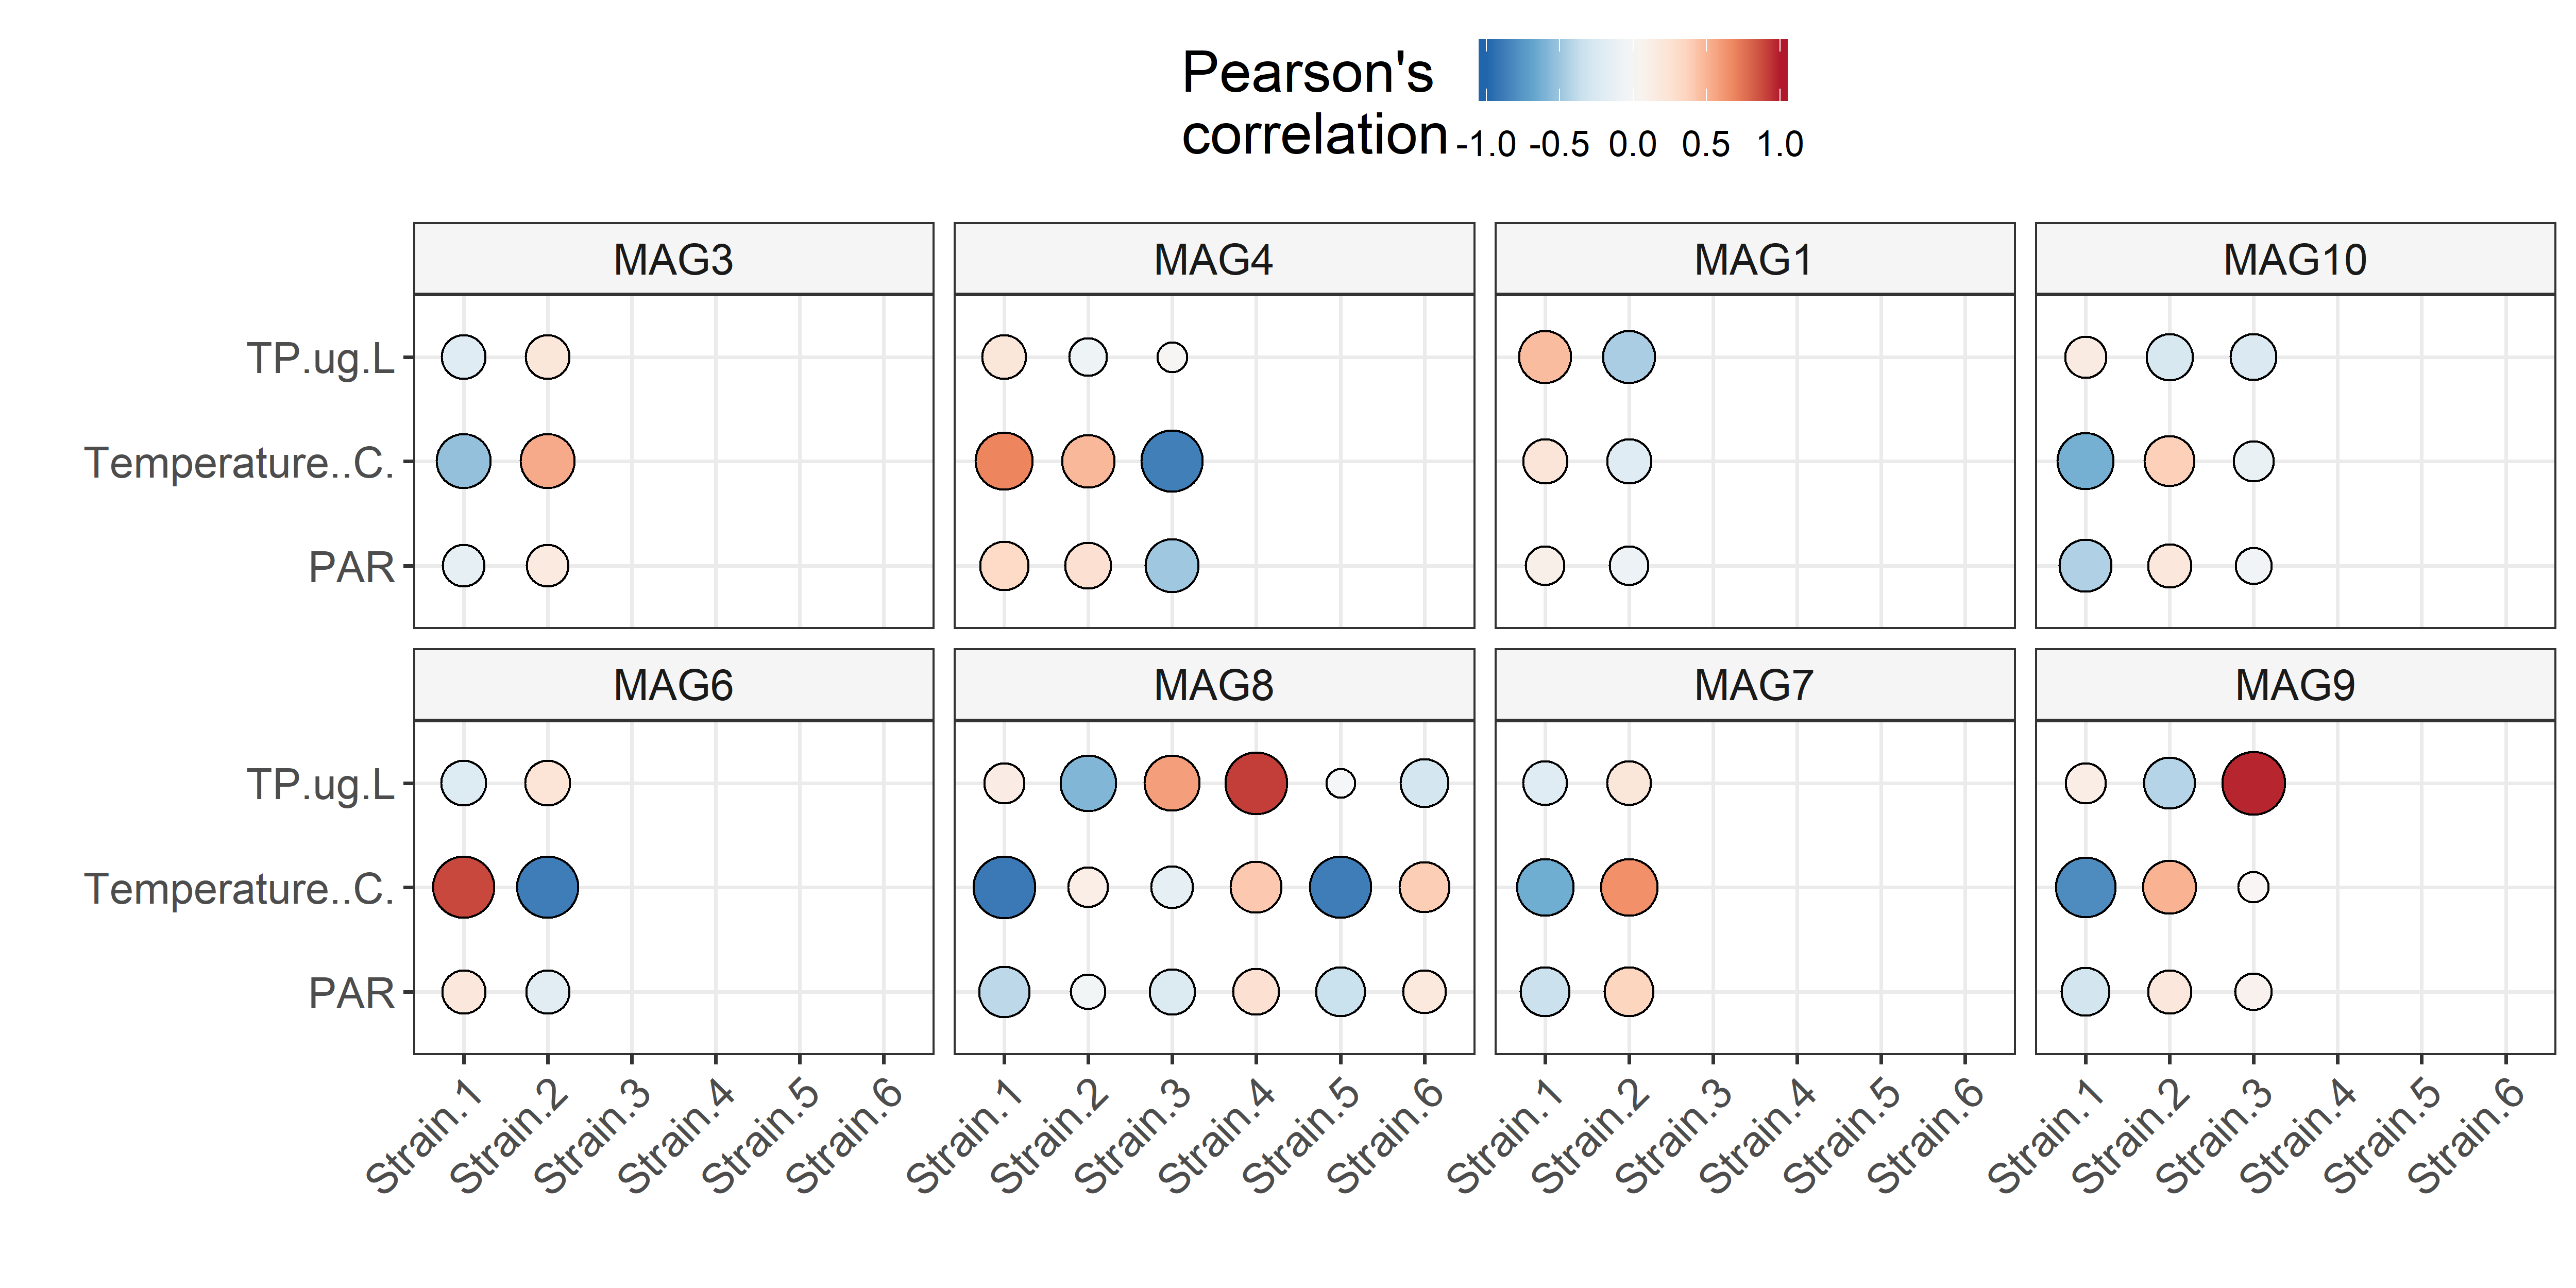 Pearson's
correlation
-1.0 -0.5 0.0 0.5 1.0
MAG3 MAG4 MAG1 MAG10
TP.ug.L
Temperature..C.
PAR
MAG6 MAG8 MAG7 MAG9
TP.ug.L
Temperature..C.
PAR
Strain.1 Strain.2 Strain.3 Strain.4 Strain.5 Strain.6 Strain.1 Strain.2 Strain.3 Strain.4 Strain.5 Strain.6 Strain.1 Strain.2 Strain.3 Strain.4 Strain.5 Strain.6 Strain.1 Strain.2 Strain.3 Strain.4 Strain.5 Strain.6